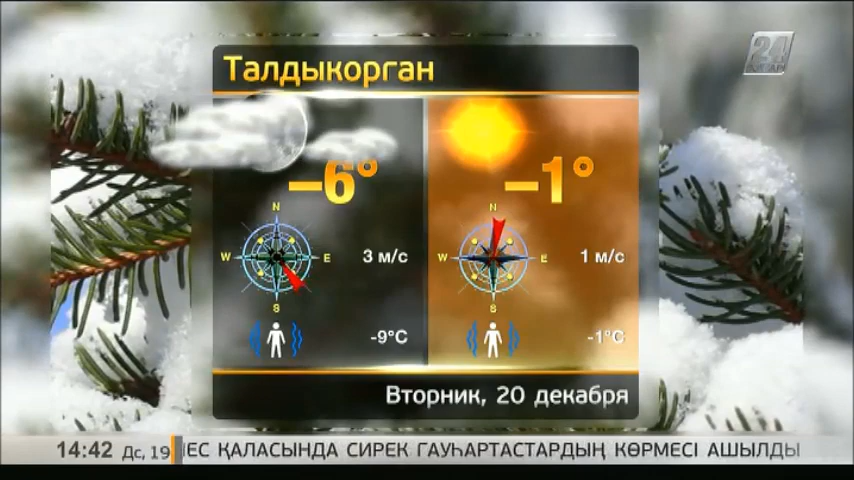 Талдыкорган
24
–6°
–1°
N
W
E
S
3 м/с
N
W
E
S
1 м/с
-9°C
-1°C
Вторник, 20 декабря
14:42 Дс, 19
ЕС ҚАЛАСЫНДА СИРЕК ГАУҺАРТАСТАРДЫҢ КӨРМЕСІ АШЫЛДЫ